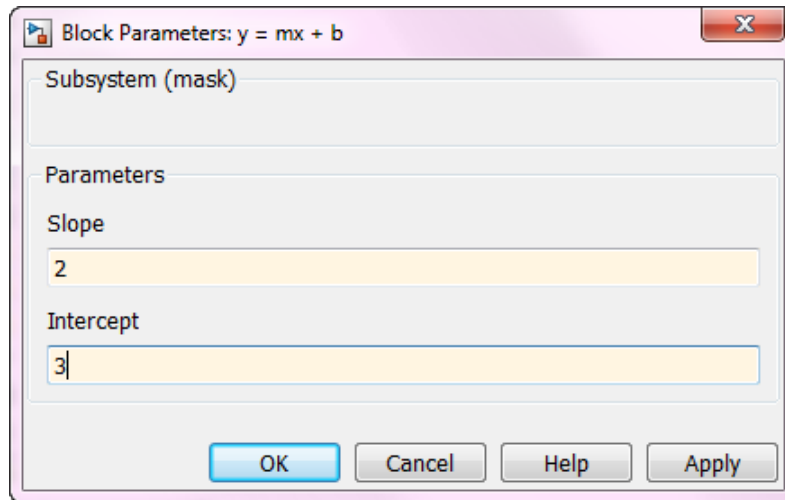 Block Parameters: y = mx + b
Subsystem (mask)
Parameters
Slope
2
Intercept
3
OK Cancel Help Apply